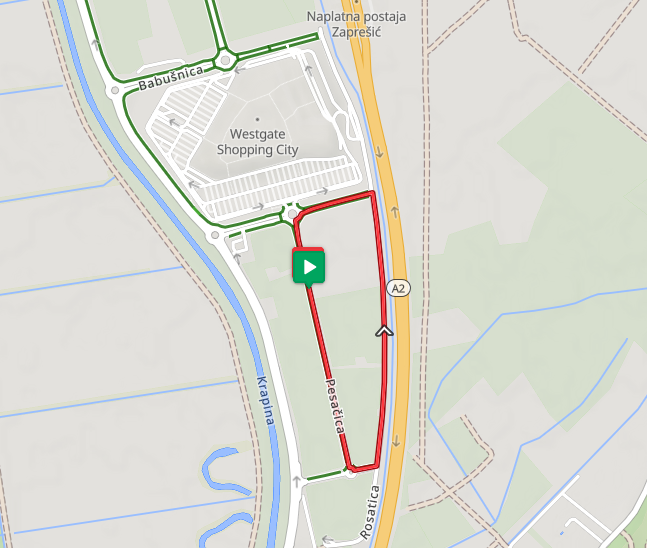 Naplatna postaja
Zaprešić
Babušnica
Westgate
Shopping City
A2
Krapina
Pesačica
Rosatica